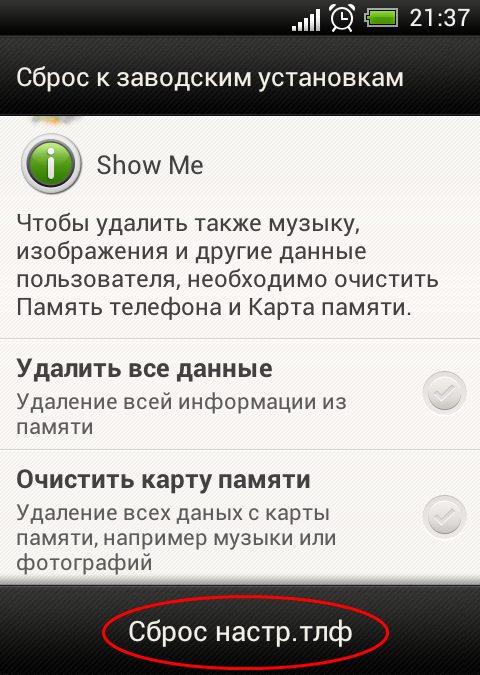 21:37
Сброс к заводским установкам
Show Me
Чтобы удалить также музыку,
изображения и другие данные
пользователя, необходимо очистить
Память телефона и Карта памяти.
Удалить все данные
Удаление всей информации из
памяти
Очистить карту памяти
Удаление всех даных с карты
памяти, например музыки или
фотографий
Сброс настр.тлф